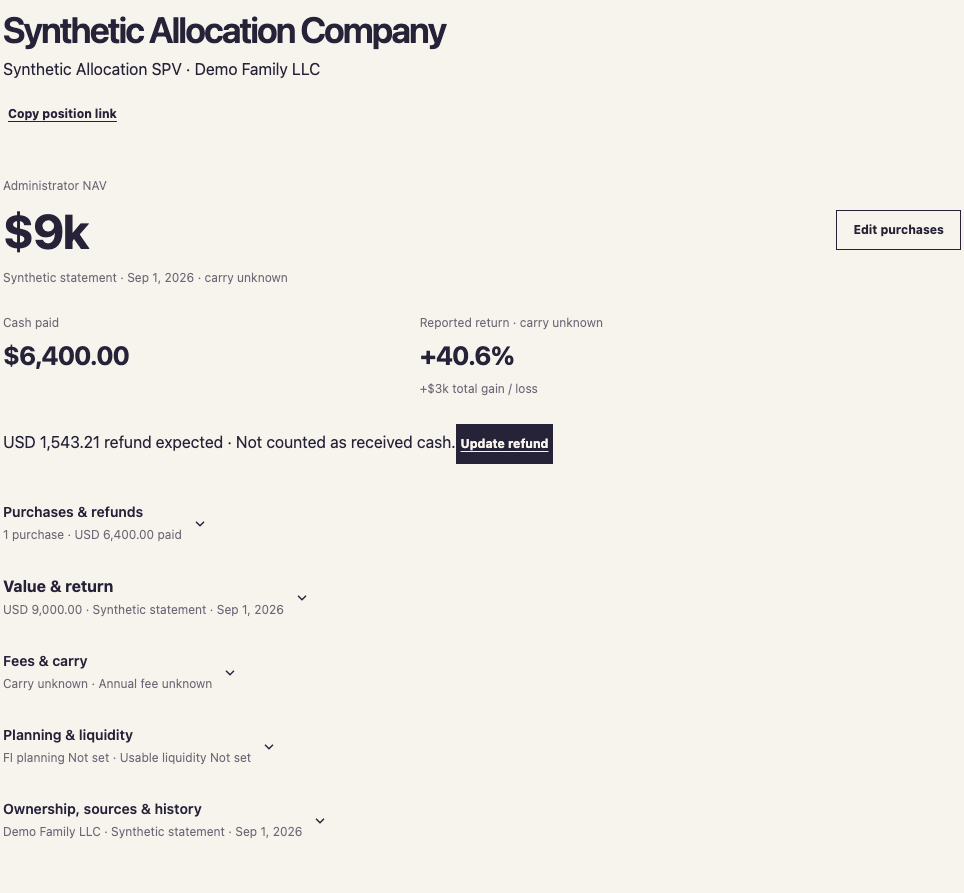 Synthetic Allocation Company
Synthetic Allocation SPV · Demo Family LLC
Copy position link
Administrator NAV
$9k
Edit purchases
Synthetic statement · Sep 1, 2026 · carry unknown
Cash paid
Reported return · carry unknown
$6,400.00
+40.6%
+$3k total gain / loss
USD 1,543.21 refund expected · Not counted as received cash. Update refund
Purchases & refunds
1 purchase · USD 6,400.00 paid
Value & return
USD 9,000.00 · Synthetic statement · Sep 1, 2026
Fees & carry
Carry unknown · Annual fee unknown
Planning & liquidity
FI planning Not set · Usable liquidity Not set
Ownership, sources & history
Demo Family LLC · Synthetic statement · Sep 1, 2026